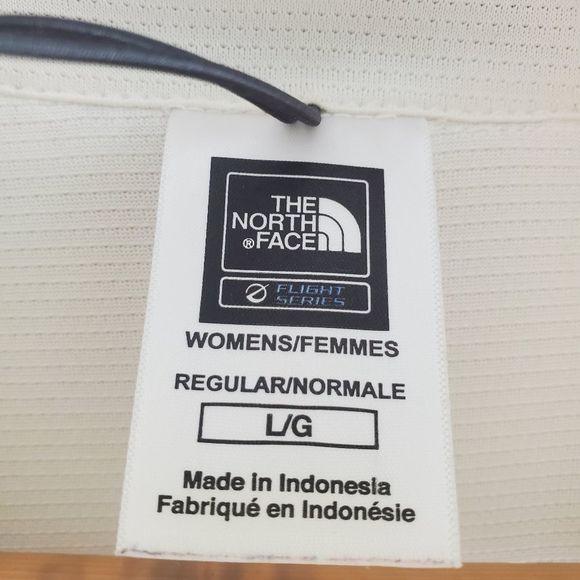 THE
NORTH
® FACE
FLIGHT
SERIES
WOMENS/FEMMES
REGULAR/NORMALE
L/G
Made in Indonesia
Fabriqué en Indonésie